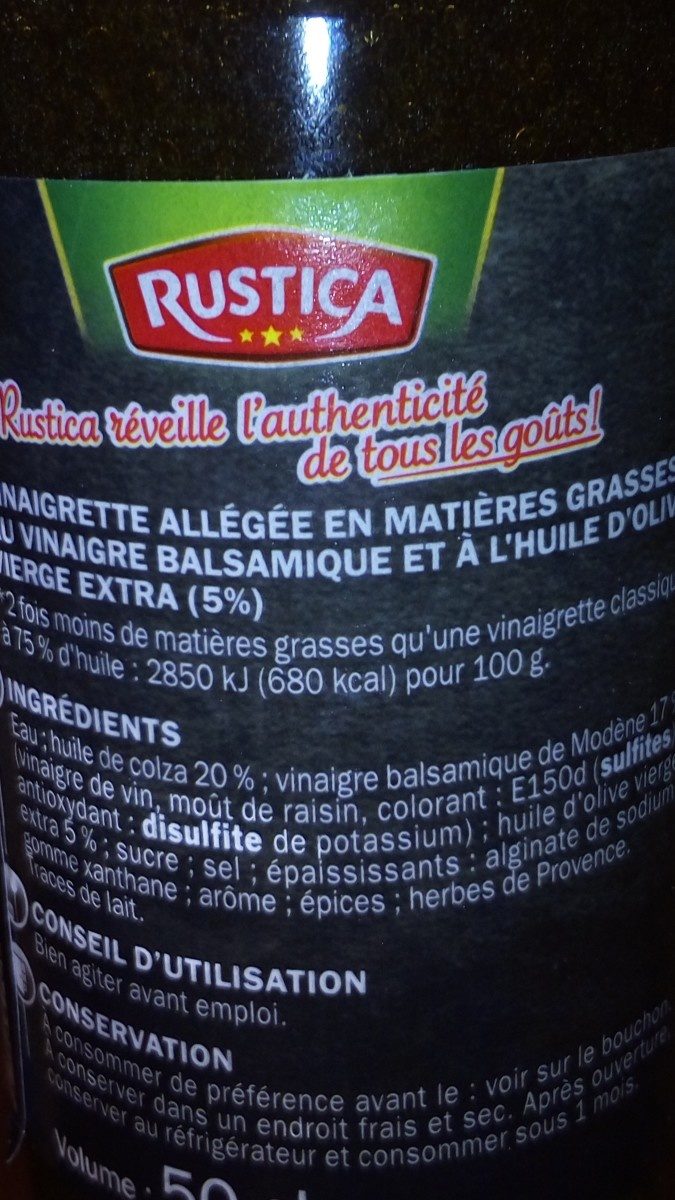 RUSTICA
Rustica réveille l'authenticité
de tous les goûts!
NAIGRETTE ALLÉGÉE EN MATIÈRES GRASSES
U VINAIGRE BALSAMIQUE ET À L'HUILE D'OLIV
VIERGE EXTRA (5%)
*2 fois moins de matières grasses qu'une vinaigrette classiqu
à 75 % d'huile : 2850 kJ (680 kcal) pour 100 g.
INGRÉDIENTS
Eau ; huile de colza 20 % ; vinaigre balsamique de Modène 17
(vinaigre de vin, moût de raisin, colorant : E150d (sulfites)
antioxydant : disulfite de potassium) ; huile d'olive vierge
extra 5 % ; sucre ; sel ; épaississants : alginate de sodium
gomme xanthane ; arôme ; épices ; herbes de Provence.
Traces de lait.
CONSEIL D'UTILISATION
Bien agiter avant emploi.
CONSERVATION
A consommer de préférence avant le : voir sur le bouchon.
A conserver dans un endroit frais et sec. Après ouverture,
conserver au réfrigérateur et consommer sous 1 mois.
Volume : 50